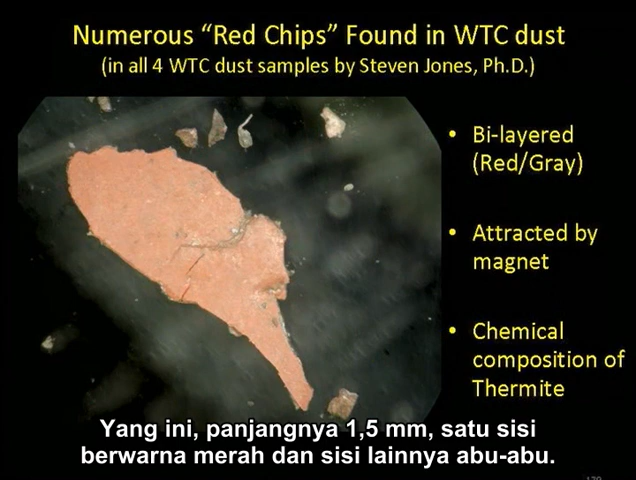 Numerous “Red Chips” Found in WTC dust
(in all 4 WTC dust samples by Steven Jones, Ph.D.)
• Bi-layered
(Red/Gray)
• Attracted by
magnet
• Chemical
composition of
Thermite
Yang ini, panjangnya 1,5 mm, satu sisi
berwarna merah dan sisi lainnya abu-abu.